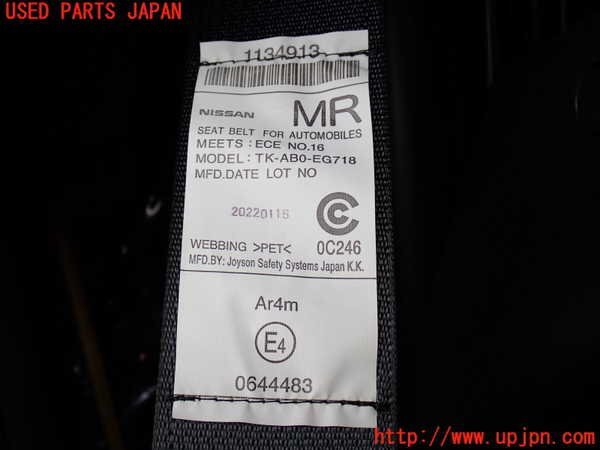 USED PARTS JAPAN
1134913
NISSAN MR
SEAT BELT FOR AUTOMOBILES
MEETS : ECE NO.16
MODEL: TK-AB0-EG718
MFD.DATE LOT NO
20220116
WEBBING >PET< 0C246
MFD.BY: Joyson Safety Systems Japan K.K.
Ar4m
E4
0644483
http://www.upjpn.com/